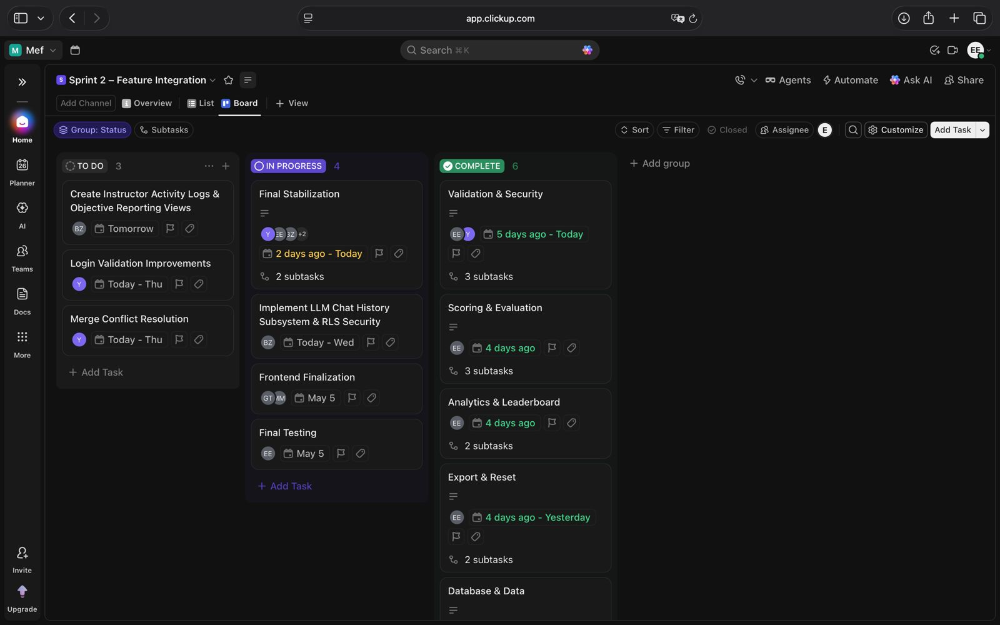 app.clickup.com
M Mef
Search ⌘K
EE
S Sprint 2 – Feature Integration
Agents
Automate
Ask AI
Share
Add Channel
Overview
List
Board
+ View
Group: Status
Subtasks
Sort
Filter
Closed
Assignee
E
Customize
Add Task
Home
26
Planner
AI
Teams
Docs
More
Invite
Upgrade
TO DO 3
Create Instructor Activity Logs &
Objective Reporting Views
BZ Tomorrow
Login Validation Improvements
Y Today - Thu
Merge Conflict Resolution
Y Today - Thu
+ Add Task
IN PROGRESS 4
Final Stabilization
Y EE BZ +2
2 days ago - Today
2 subtasks
Implement LLM Chat History
Subsystem & RLS Security
BZ Today - Wed
Frontend Finalization
GT MM May 5
Final Testing
EE May 5
+ Add Task
COMPLETE 6
Validation & Security
EE Y 5 days ago - Today
3 subtasks
Scoring & Evaluation
EE 4 days ago
3 subtasks
Analytics & Leaderboard
EE 4 days ago
2 subtasks
Export & Reset
EE 4 days ago - Yesterday
2 subtasks
Database & Data
+ Add group